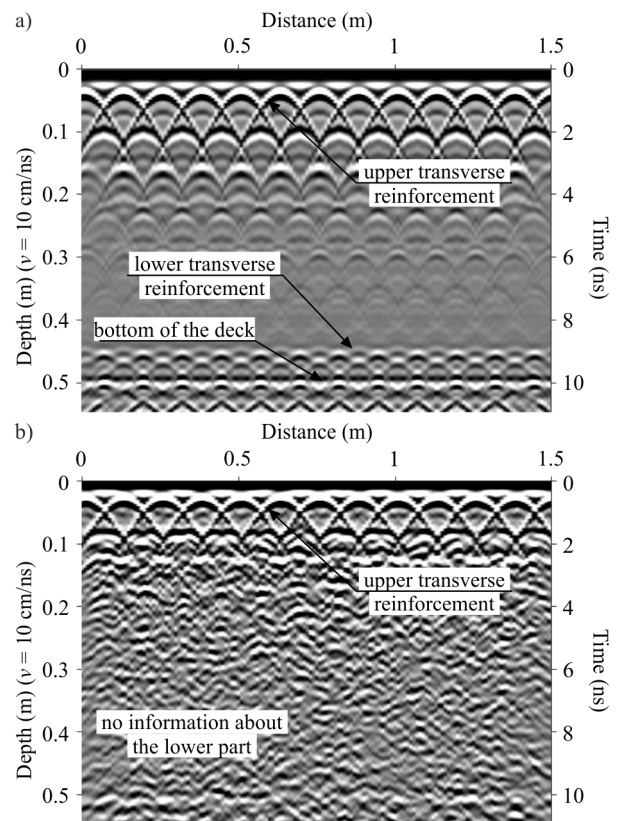 a)
Distance (m)
0 0.5 1 1.5
0 0
0.1 2
upper transverse
reinforcement
0.2 4
Depth (m) (v = 10 cm/ns)
Time (ns)
0.3 6
lower transverse
reinforcement
0.4 8
bottom of the deck
0.5 10
b)
Distance (m)
0 0.5 1 1.5
0 0
0.1 2
upper transverse
reinforcement
0.2 4
Depth (m) (v = 10 cm/ns)
Time (ns)
0.3 6
no information about
the lower part
0.4 8
0.5 10